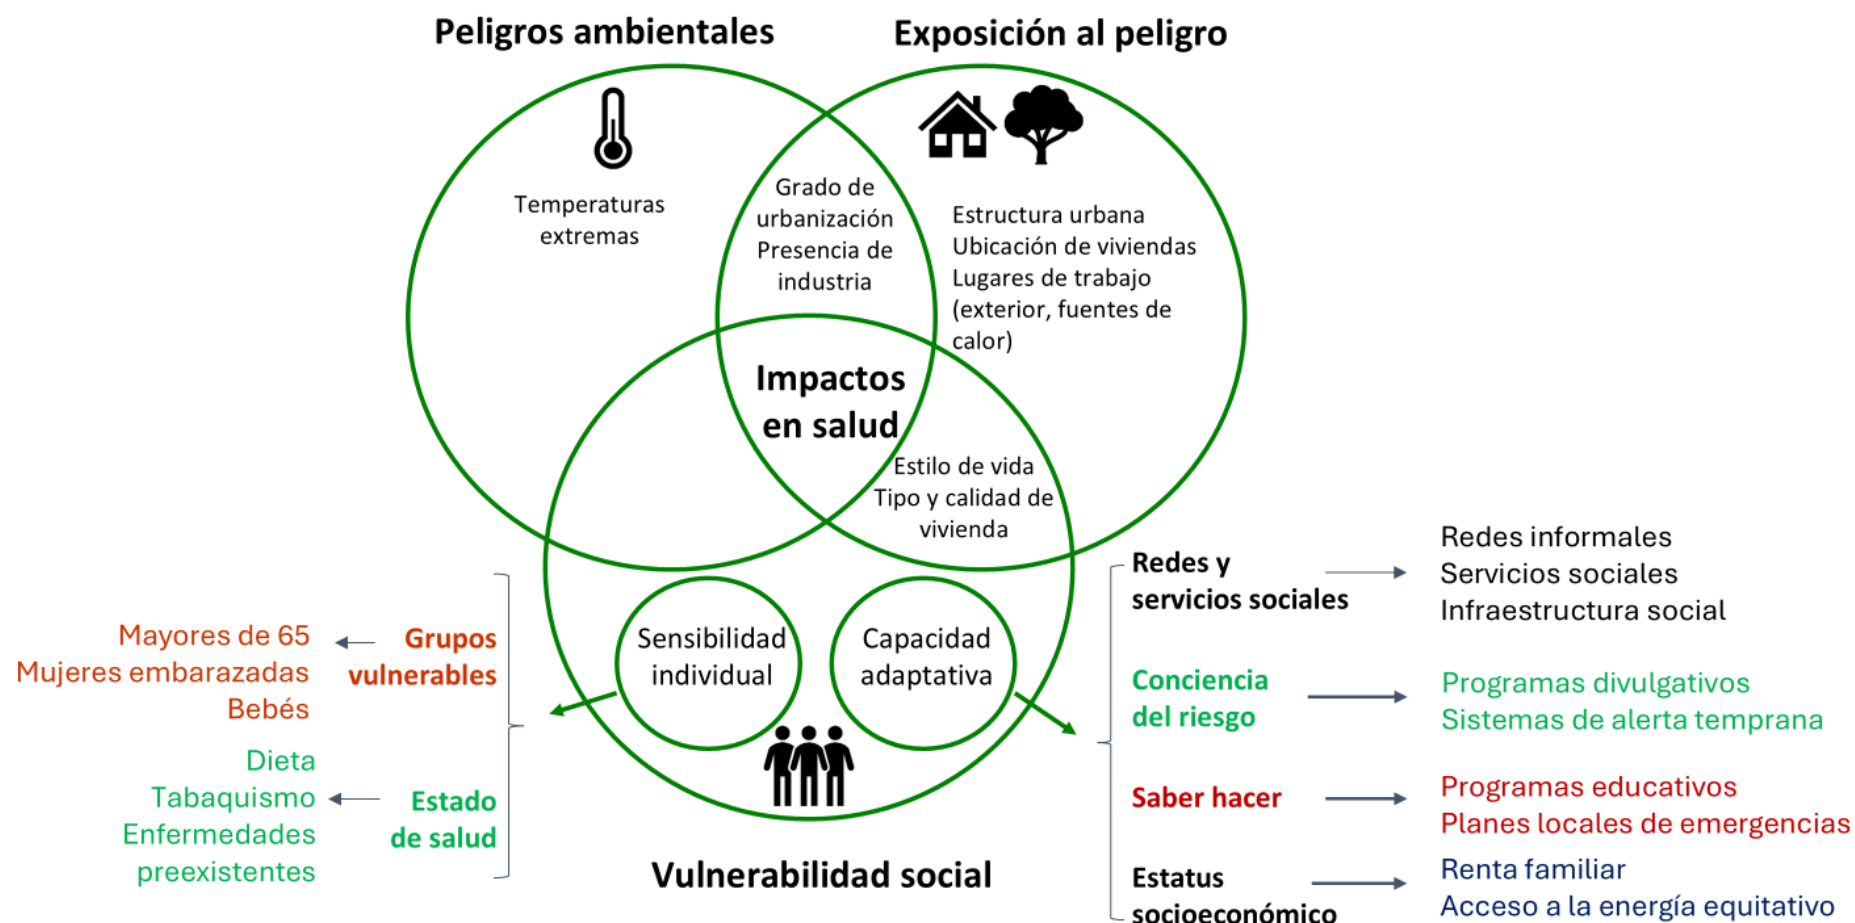 Peligros ambientales
Exposición al peligro
Temperaturas
extremas
Grado de
urbanización
Presencia de
industria
Estructura urbana
Ubicación de viviendas
Lugares de trabajo
(exterior, fuentes de
calor)
Impactos
en salud
Estilo de vida
Tipo y calidad de
vivienda
Sensibilidad
individual
Capacidad
adaptativa
Vulnerabilidad social
Grupos
vulnerables
Mayores de 65
Mujeres embarazadas
Bebés
Estado
de salud
Dieta
Tabaquismo
Enfermedades
preexistentes
Redes y
servicios sociales
Redes informales
Servicios sociales
Infraestructura social
Conciencia
del riesgo
Programas divulgativos
Sistemas de alerta temprana
Saber hacer
Programas educativos
Planes locales de emergencias
Estatus
socioeconómico
Renta familiar
Acceso a la energía equitativo